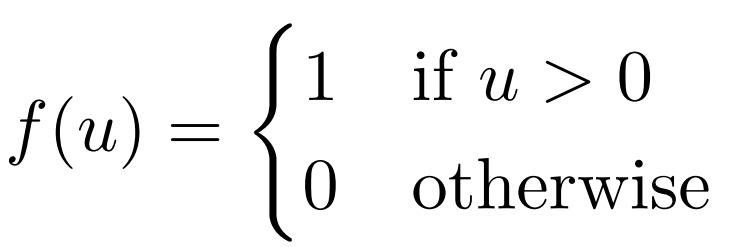 f(u) = { 1 if u > 0
0 otherwise